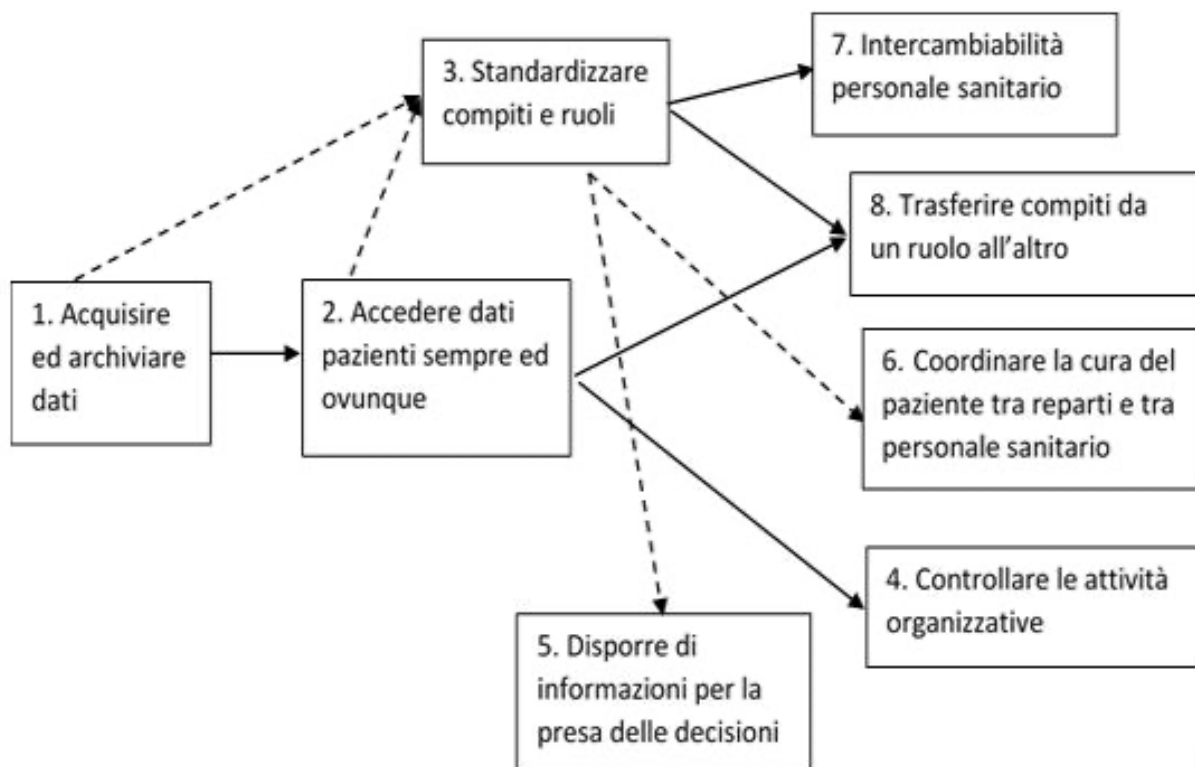 7. Intercambiabilità
personale sanitario
3. Standardizzare
compiti e ruoli
8. Trasferire compiti da
un ruolo all'altro
1. Acquisire
ed archiviare
dati
2. Accedere dati
pazienti sempre ed
ovunque
6. Coordinare la cura del
paziente tra reparti e tra
personale sanitario
4. Controllare le attività
organizzative
5. Disporre di
informazioni per la
presa delle decisioni